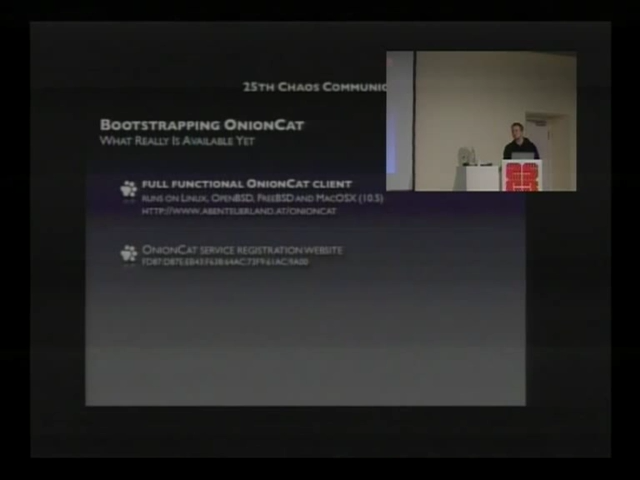 25TH CHAOS COMMUNIC
BOOTSTRAPPING ONIONCAT
WHAT REALLY IS AVAILABLE YET
FULL FUNCTIONAL ONIONCAT CLIENT
RUNS ON LINUX, OPENBSD, FREEBSD AND MACOSX (10.5)
HTTP://WWW.ABENTEUERLAND.AT/ONIONCAT
ONIONCAT SERVICE REGISTRATION WEBSITE